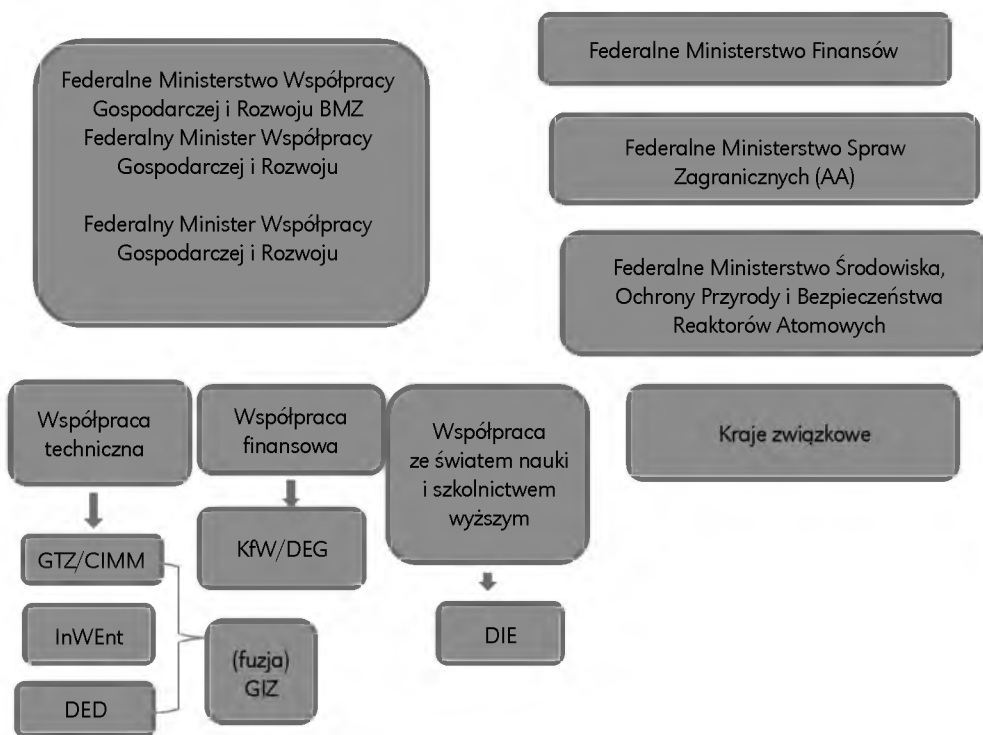 Federalne Ministerstwo Współpracy
Gospodarczej i Rozwoju BMZ
Federalny Minister Współpracy
Gospodarczej i Rozwoju
Federalny Minister Współpracy
Gospodarczej i Rozwoju
Federalne Ministerstwo Finansów
Federalne Ministerstwo Spraw
Zagranicznych (AA)
Federalne Ministerstwo Środowiska,
Ochrony Przyrody i Bezpieczeństwa
Reaktorów Atomowych
Kraje związkowe
Współpraca
techniczna
Współpraca
finansowa
Współpraca
ze światem nauki
i szkolnictwem
wyższym
GTZ/CIMM
InWEnt
DED
(fuzja)
GIZ
KfW/DEG
DIE